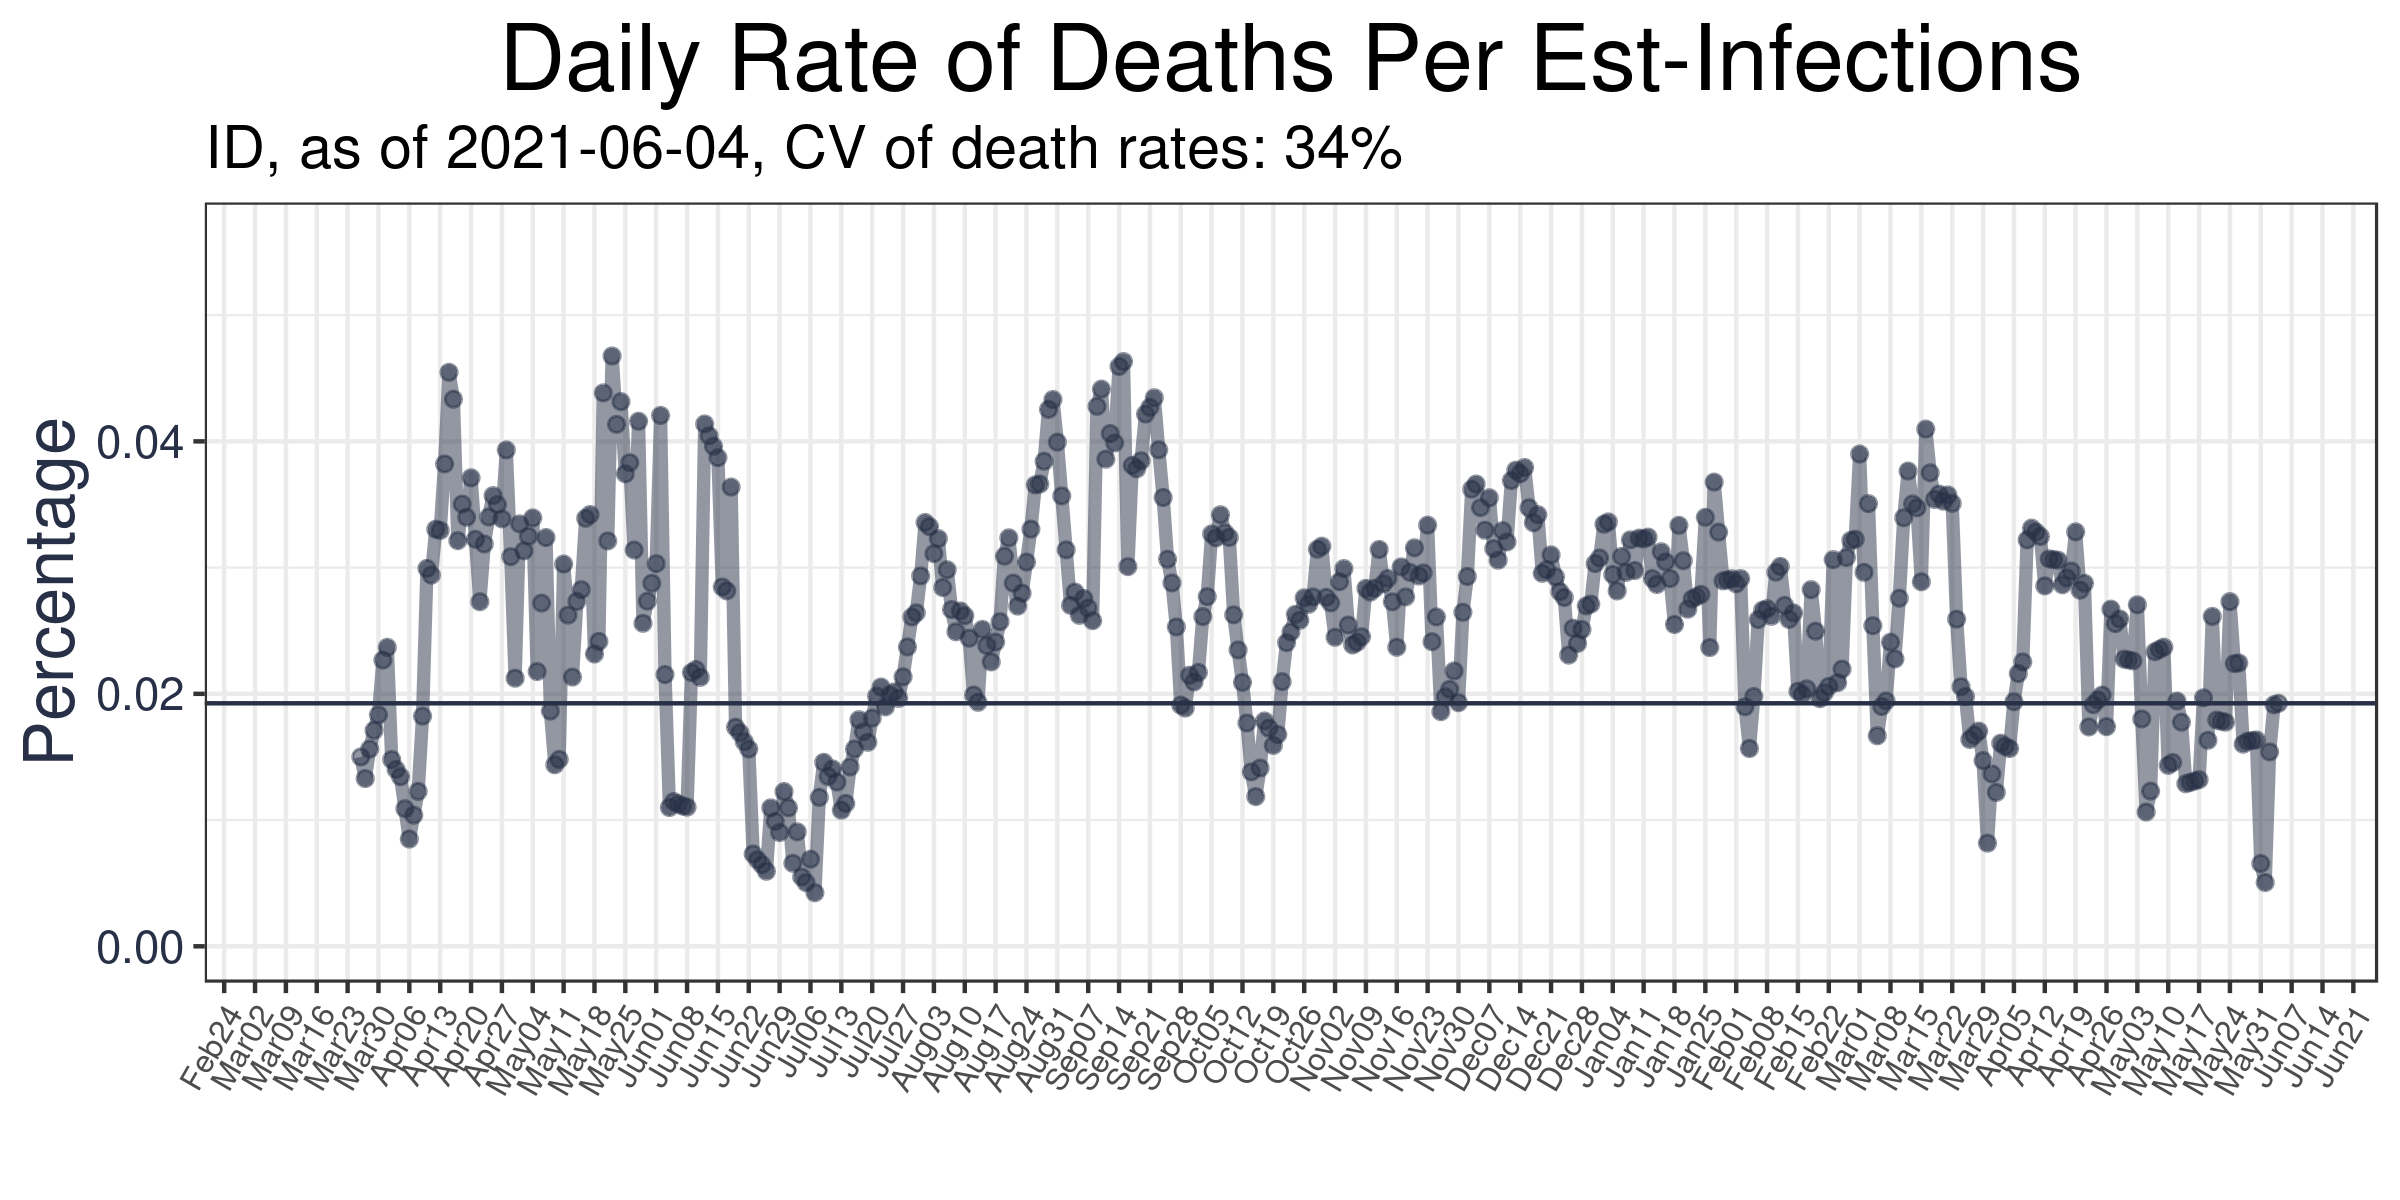 Daily Rate of Deaths Per Est-Infections
ID, as of 2021-06-04, CV of death rates: 34%
Percentage
0.04
0.02
0.00
Feb24
Mar02
Mar09
Mar16
Mar23
Mar30
Apr06
Apr13
Apr20
Apr27
May04
May11
May18
May25
Jun01
Jun08
Jun15
Jun22
Jun29
Jul06
Jul13
Jul20
Jul27
Aug03
Aug10
Aug17
Aug24
Aug31
Sep07
Sep14
Sep21
Sep28
Oct05
Oct12
Oct19
Oct26
Nov02
Nov09
Nov16
Nov23
Nov30
Dec07
Dec14
Dec21
Dec28
Jan04
Jan11
Jan18
Jan25
Feb01
Feb08
Feb15
Feb22
Mar01
Mar08
Mar15
Mar22
Mar29
Apr05
Apr12
Apr19
Apr26
May03
May10
May17
May24
May31
Jun07
Jun14
Jun21